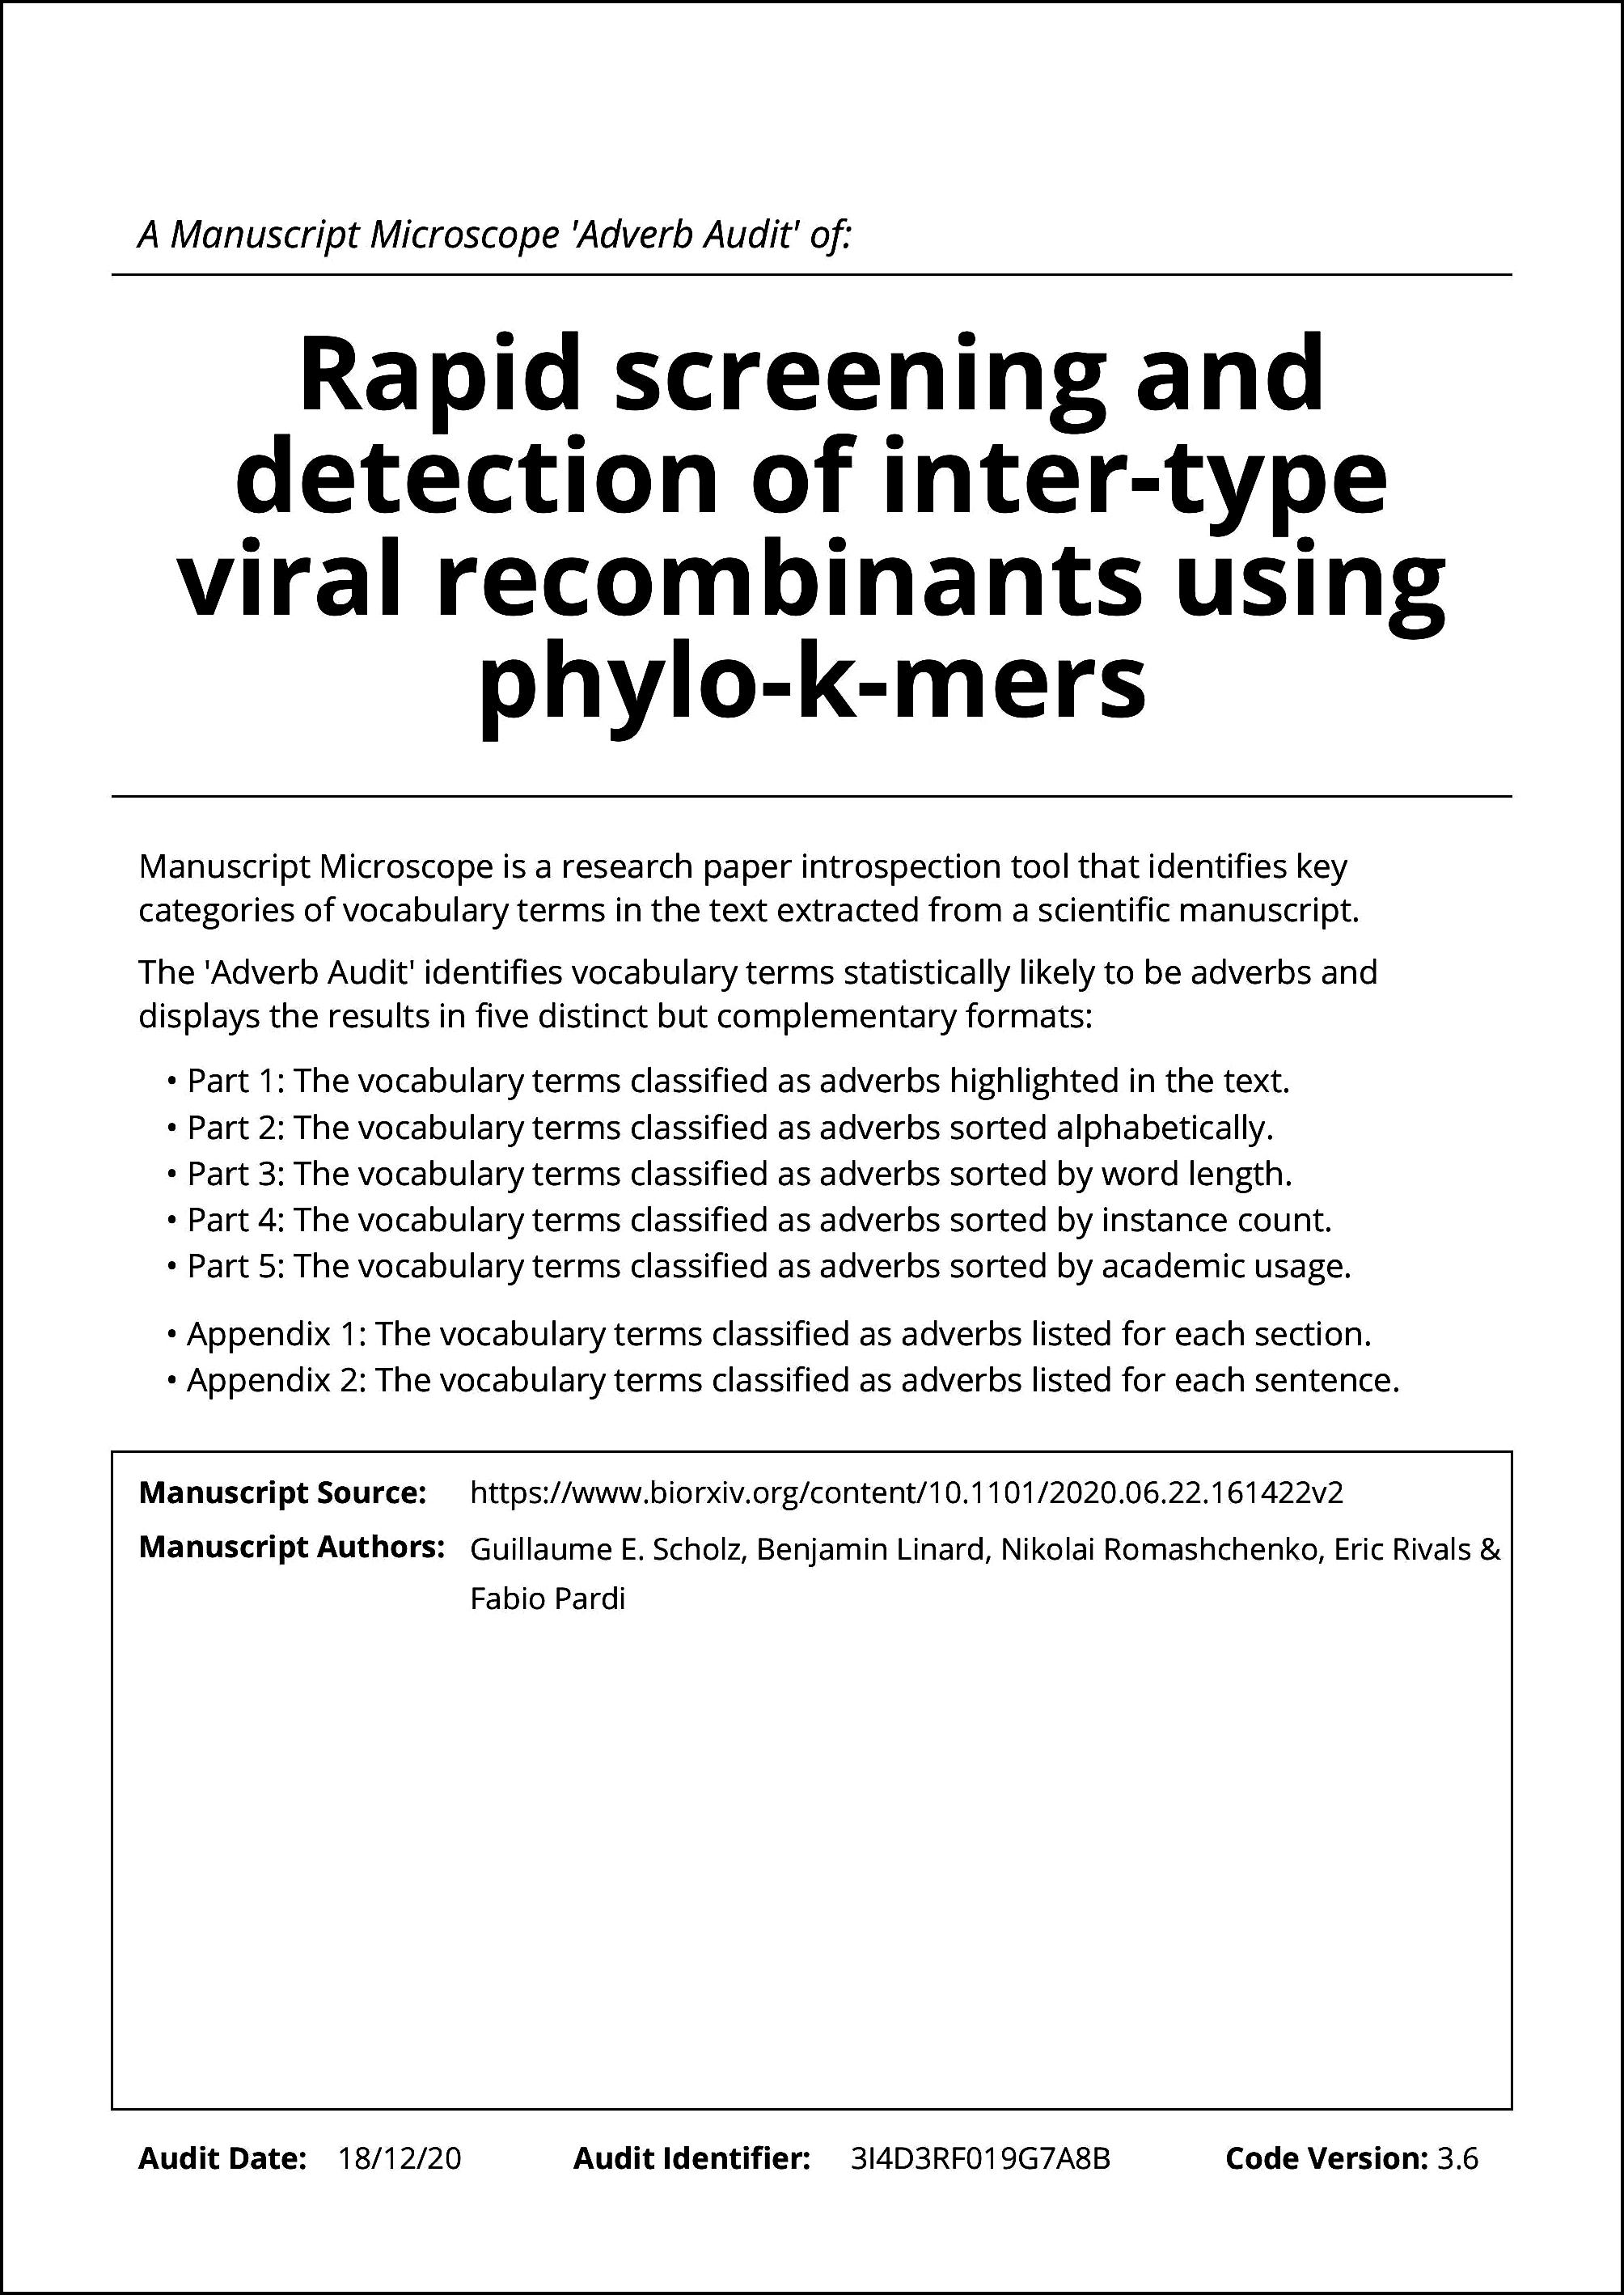 A Manuscript Microscope 'Adverb Audit' of:
Rapid screening and
detection of inter-type
viral recombinants using
phylo-k-mers
Manuscript Microscope is a research paper introspection tool that identifies key
categories of vocabulary terms in the text extracted from a scientific manuscript.
The 'Adverb Audit' identifies vocabulary terms statistically likely to be adverbs and
displays the results in five distinct but complementary formats:
• Part 1: The vocabulary terms classified as adverbs highlighted in the text.
• Part 2: The vocabulary terms classified as adverbs sorted alphabetically.
• Part 3: The vocabulary terms classified as adverbs sorted by word length.
• Part 4: The vocabulary terms classified as adverbs sorted by instance count.
• Part 5: The vocabulary terms classified as adverbs sorted by academic usage.
• Appendix 1: The vocabulary terms classified as adverbs listed for each section.
• Appendix 2: The vocabulary terms classified as adverbs listed for each sentence.
Manuscript Source: https://www.biorxiv.org/content/10.1101/2020.06.22.161422v2
Manuscript Authors: Guillaume E. Scholz, Benjamin Linard, Nikolai Romashchenko, Eric Rivals &
Fabio Pardi
Audit Date: 18/12/20 Audit Identifier: 3I4D3RF019G7A8B Code Version: 3.6